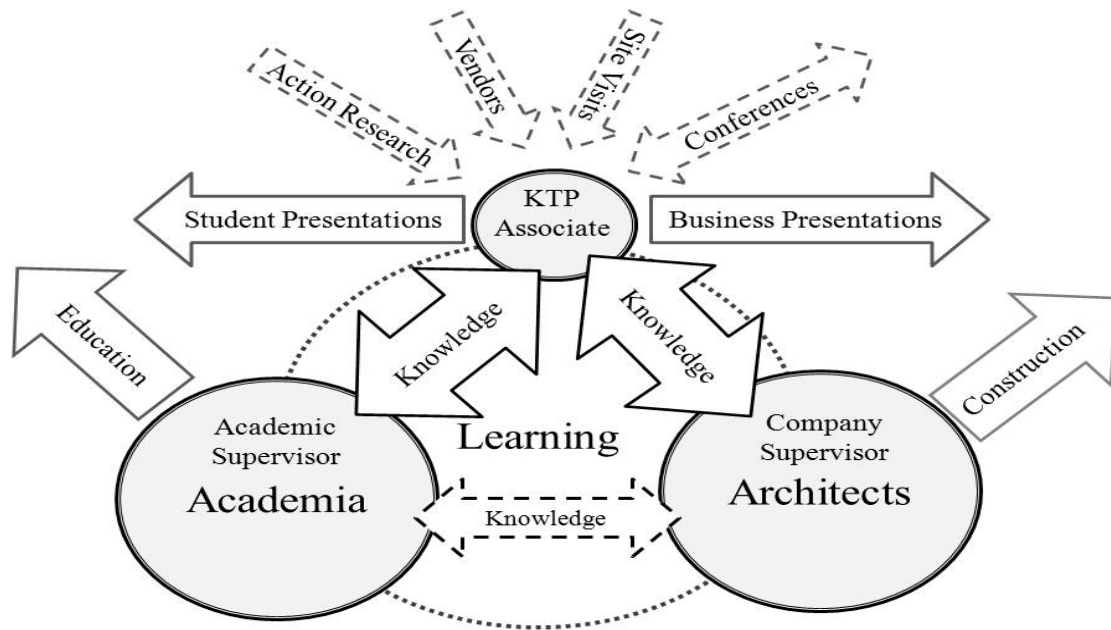 Action Research
Vendors
Site Visits
Conferences
KTP
Associate
Student Presentations
Business Presentations
Education
Knowledge
Knowledge
Construction
Academic
Supervisor
Academia
Learning
Company
Supervisor
Architects
Knowledge